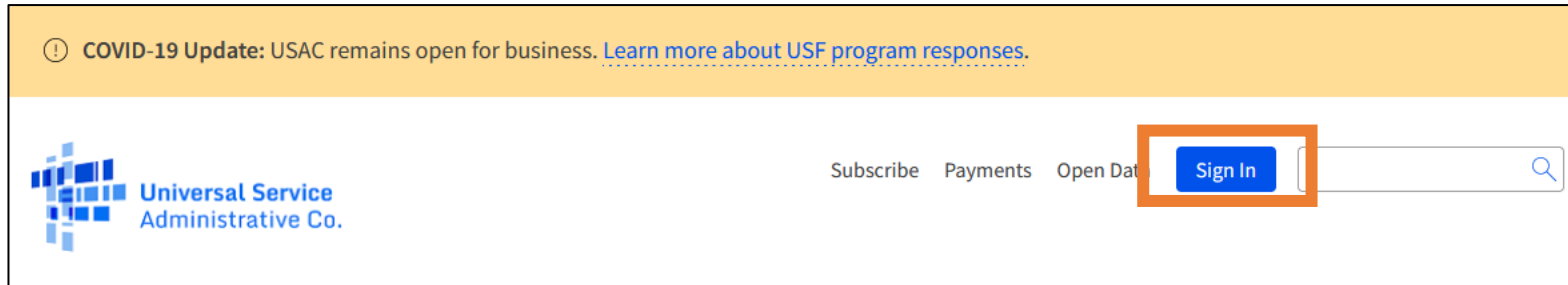 COVID-19 Update: USAC remains open for business. Learn more about USF program responses.
Subscribe Payments Open Dat Sign In
Universal Service
Administrative Co.